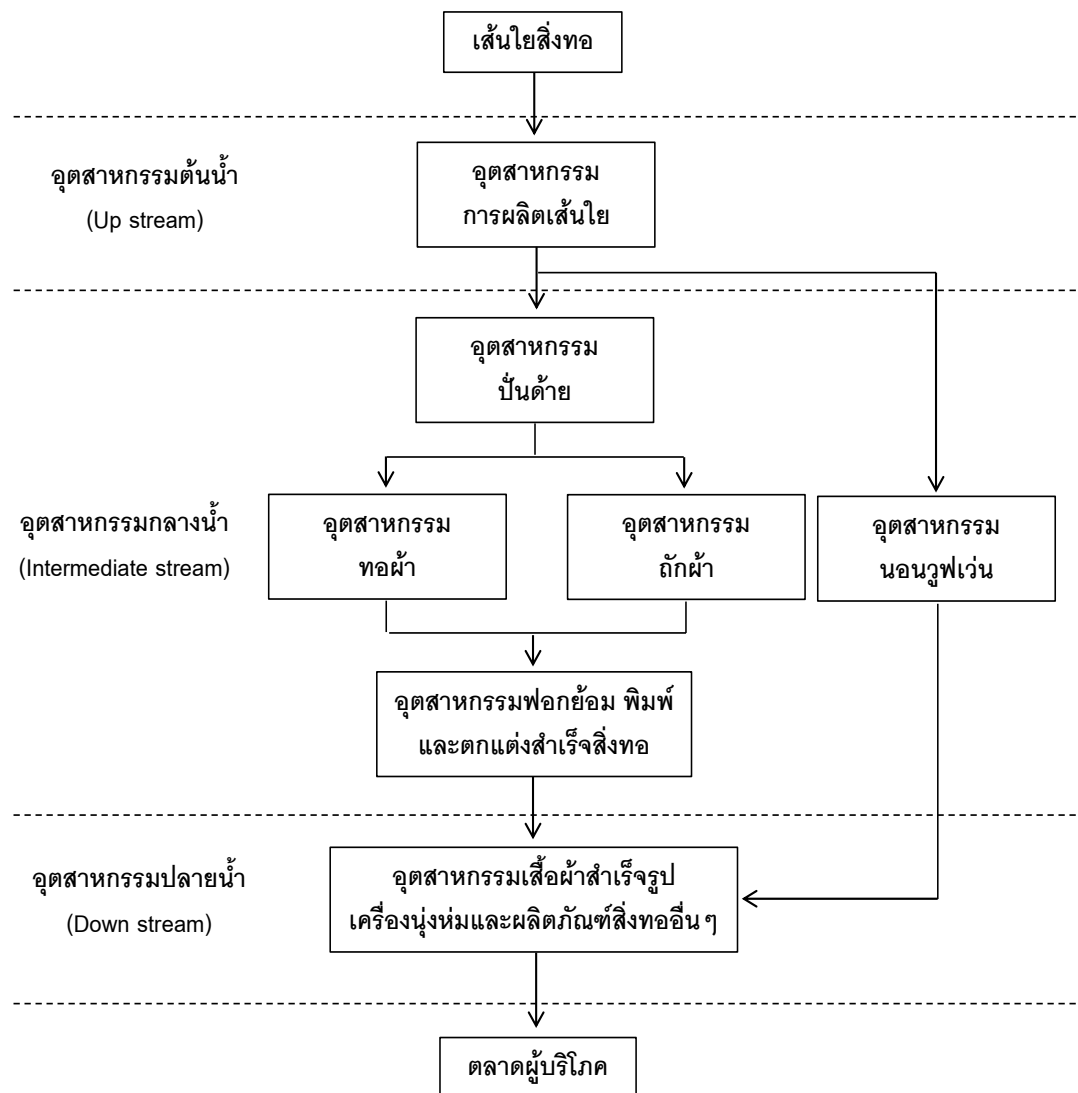 เส้นใยสิ่งทอ
อุตสาหกรรมต้นน้ำ
(Up stream)
อุตสาหกรรม
การผลิตเส้นใย
อุตสาหกรรม
ปั่นด้าย
อุตสาหกรรมกลางน้ำ
(Intermediate stream)
อุตสาหกรรม
ทอผ้า
อุตสาหกรรม
ถักผ้า
อุตสาหกรรม
นอนวูฟเว่น
อุตสาหกรรมฟอกย้อม พิมพ์
และตกแต่งสำเร็จสิ่งทอ
อุตสาหกรรมปลายน้ำ
(Down stream)
อุตสาหกรรมเสื้อผ้าสำเร็จรูป
เครื่องนุ่งห่มและผลิตภัณฑ์สิ่งทออื่น ๆ
ตลาดผู้บริโภค